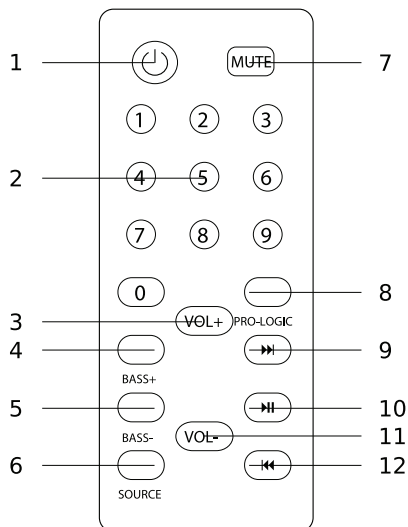 1 MUTE 7
1 2 3
2 4 5 6
7 8 9
0 8
3 VOL+ PRO-LOGIC
4 9
BASS+
5 10
BASS- VOL- 11
6 12
SOURCE